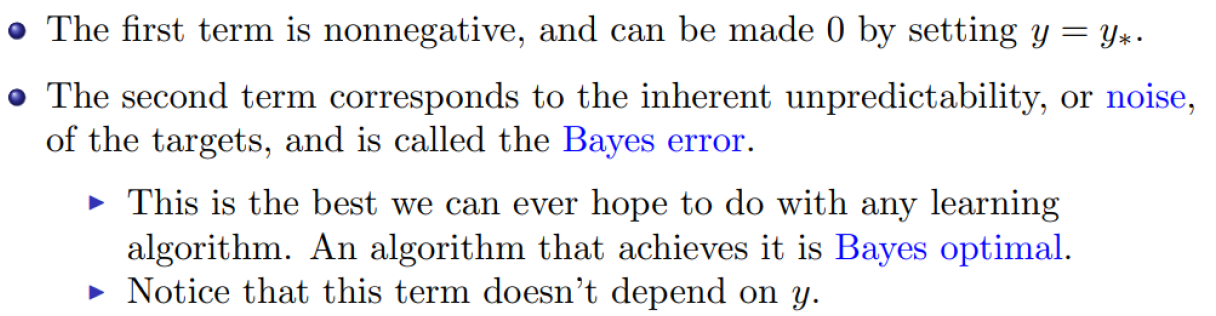 The first term is nonnegative, and can be made 0 by setting y = y∗.
The second term corresponds to the inherent unpredictability, or noise,
of the targets, and is called the Bayes error.
This is the best we can ever hope to do with any learning
algorithm. An algorithm that achieves it is Bayes optimal.
Notice that this term doesn't depend on y.